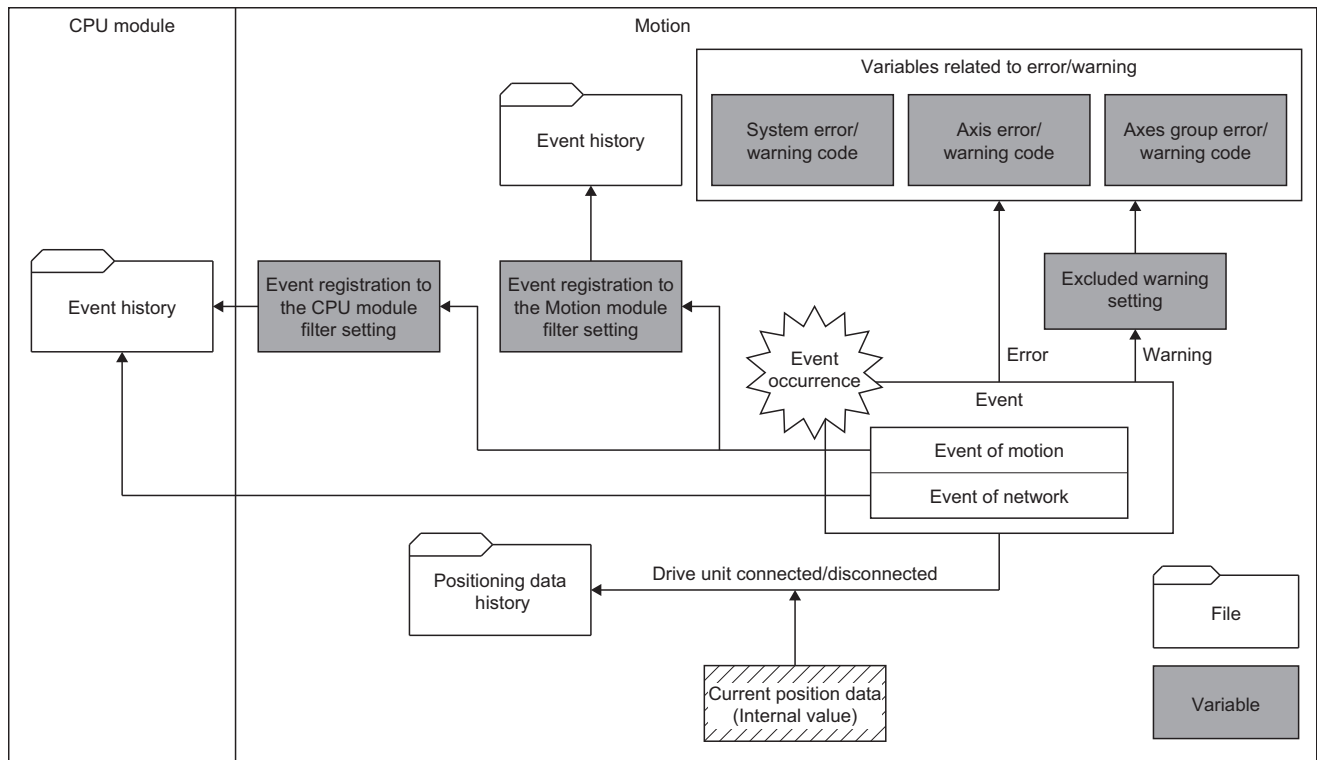 CPU module
Motion
Variables related to error/warning
System error/
warning code
Axis error/
warning code
Axes group error/
warning code
Event history
Event history
Event registration to
the CPU module
filter setting
Event registration to
the Motion module
filter setting
Excluded warning
setting
Event
occurrence
Error
Warning
Event
Event of motion
Event of network
Positioning data
history
Drive unit connected/disconnected
Current position data
(Internal value)
File
Variable